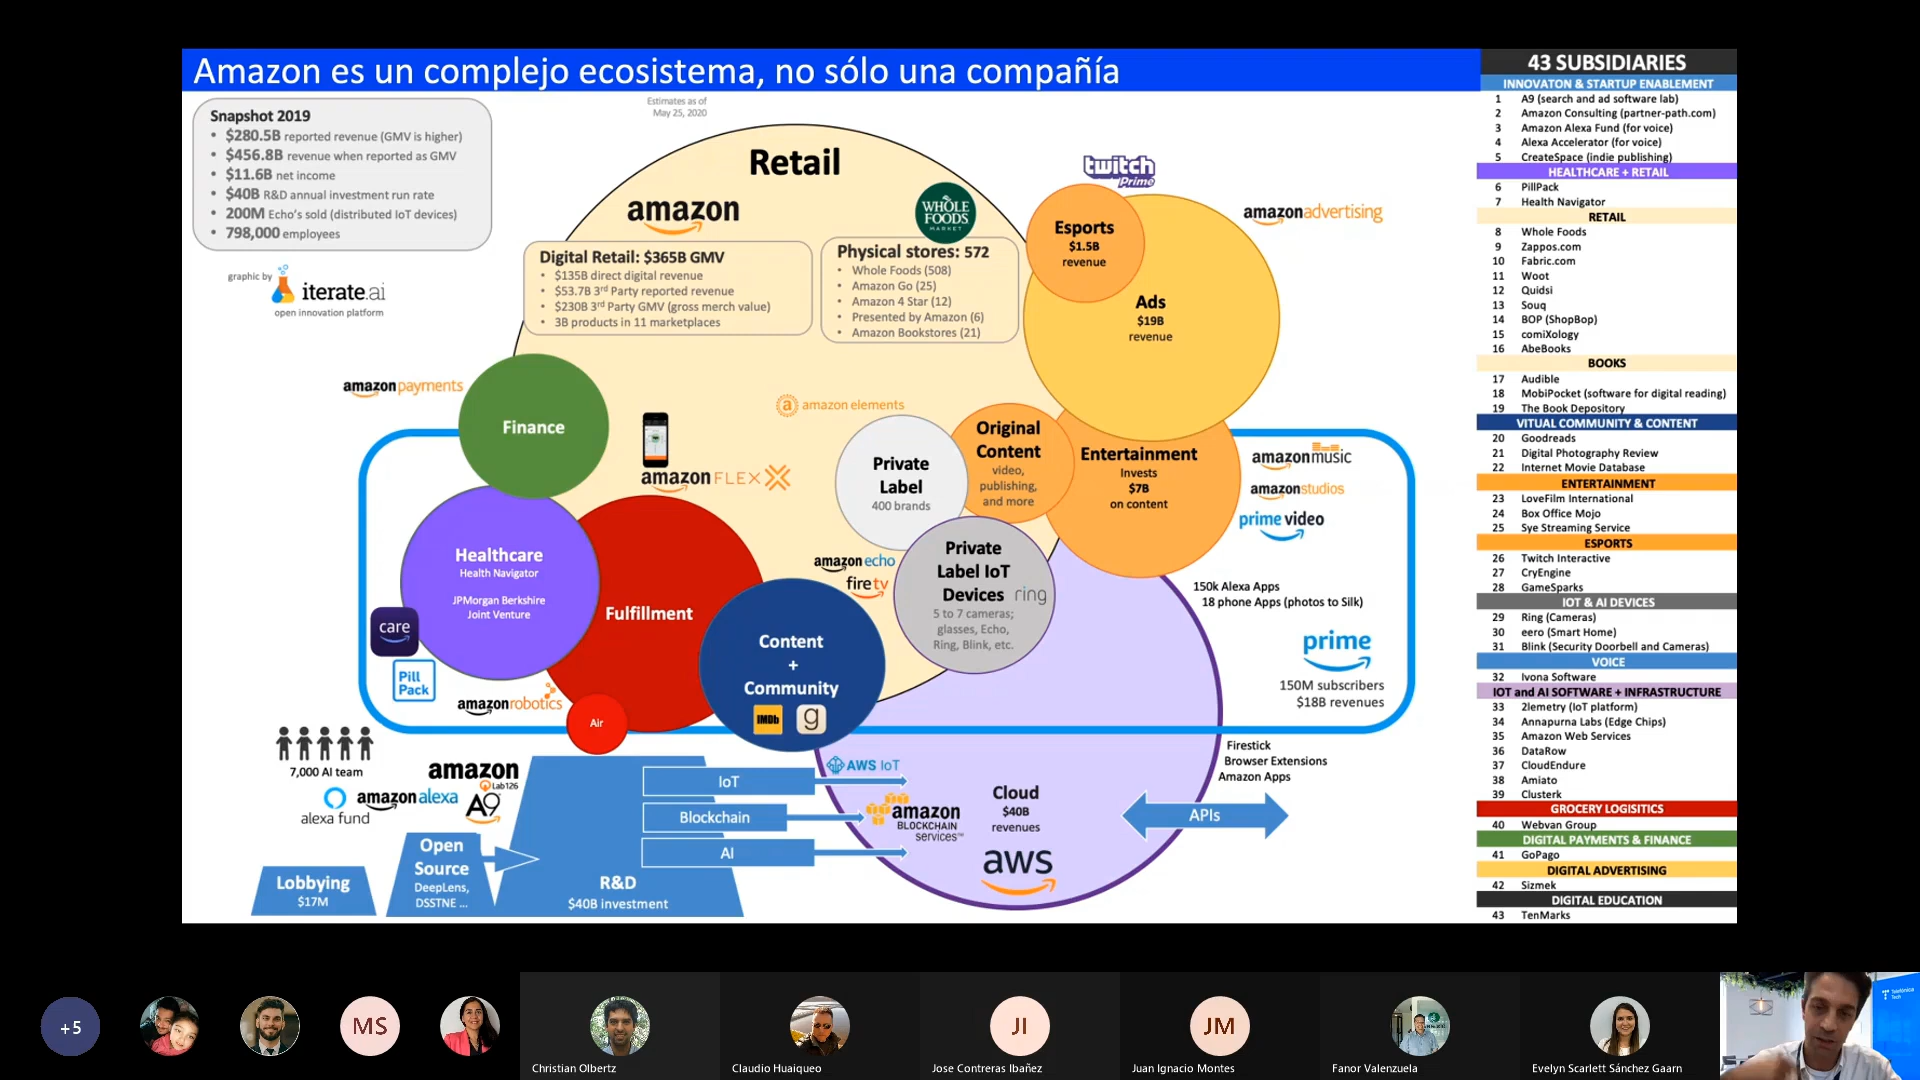 Amazon es un complejo ecosistema, no sólo una compañía
Estimates as of
May 25, 2020
Snapshot 2019
• $280.5B reported revenue (GMV is higher)
• $456.8B revenue when reported as GMV
• $11.6B net income
• $40B R&D annual investment run rate
• 200M Echo's sold (distributed IoT devices)
• 798,000 employees
graphic by
iterate.ai
open innovation platform
Retail
amazon
WHOLE
FOODS
MARKET
Digital Retail: $365B GMV
• $135B direct digital revenue
• $53.7B 3rd Party reported revenue
• $230B 3rd Party GMV (gross merch value)
• 3B products in 11 marketplaces
Physical stores: 572
• Whole Foods (508)
• Amazon Go (25)
• Amazon 4 Star (12)
• Presented by Amazon (6)
• Amazon Bookstores (21)
twitch
Prime
Esports
$1.5B
revenue
amazonadvertising
Ads
$19B
revenue
amazonpayments
Finance
amazon FLEX
a amazon elements
Private
Label
400 brands
Original
Content
video,
publishing,
and more
Entertainment
Invests
$7B
on content
amazonmusic
amazonstudios
prime video
Healthcare
Health Navigator
JPMorgan Berkshire
Joint Venture
care
Pill
Pack
amazonrobotics
Fulfillment
Air
Content
+
Community
IMDb
g
amazon echo
firetv
Private
Label IoT
Devices
ring
5 to 7 cameras;
glasses, Echo,
Ring, Blink, etc.
150k Alexa Apps
18 phone Apps (photos to Silk)
prime
150M subscribers
$18B revenues
Firestick
Browser Extensions
Amazon Apps
APIs
7,000 AI team
amazon
Lab126
amazon alexa
A9
alexa fund
Lobbying
$17M
Open
Source
DeepLens,
DSSTNE ...
R&D
$40B investment
IoT
Blockchain
AI
AWS IoT
amazon
BLOCKCHAIN
services™
Cloud
$40B
revenues
aws
43 SUBSIDIARIES
INNOVATON & STARTUP ENABLEMENT
1 A9 (search and ad software lab)
2 Amazon Consulting (partner-path.com)
3 Amazon Alexa Fund (for voice)
4 Alexa Accelerator (for voice)
5 CreateSpace (indie publishing)
HEALTHCARE + RETAIL
6 PillPack
7 Health Navigator
RETAIL
8 Whole Foods
9 Zappos.com
10 Fabric.com
11 Woot
12 Quidsi
13 Souq
14 BOP (ShopBop)
15 comiXology
16 AbeBooks
BOOKS
17 Audible
18 MobiPocket (software for digital reading)
19 The Book Depository
VITUAL COMMUNITY & CONTENT
20 Goodreads
21 Digital Photography Review
22 Internet Movie Database
ENTERTAINMENT
23 LoveFilm International
24 Box Office Mojo
25 Sye Streaming Service
ESPORTS
26 Twitch Interactive
27 CryEngine
28 GameSparks
IOT & AI DEVICES
29 Ring (Cameras)
30 eero (Smart Home)
31 Blink (Security Doorbell and Cameras)
VOICE
32 Ivona Software
IOT and AI SOFTWARE + INFRASTRUCTURE
33 2lemetry (IoT platform)
34 Annapurna Labs (Edge Chips)
35 Amazon Web Services
36 DataRow
37 CloudEndure
38 Amiato
39 Clusterk
GROCERY LOGISITICS
40 Webvan Group
DIGITAL PAYMENTS & FINANCE
41 GoPago
DIGITAL ADVERTISING
42 Sizmek
DIGITAL EDUCATION
43 TenMarks
+5
MS
Christian Olbertz
Claudio Huaiqueo
JI
Jose Contreras Ibañez
JM
Juan Ignacio Montes
Fanor Valenzuela
Evelyn Scarlett Sánchez Gaarn
Telefónica
Tech